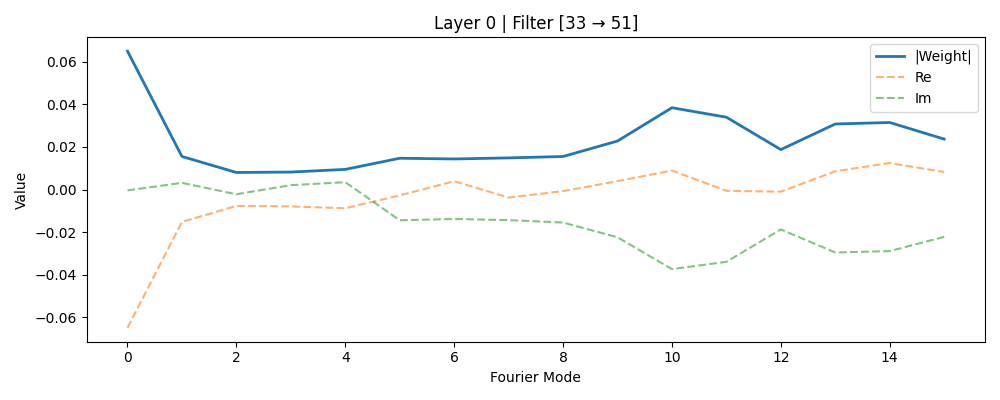 Layer 0 | Filter [33 → 51]
|Weight|
Re
Im
0.06
0.04
0.02
0.00
−0.02
−0.04
−0.06
Value
0 2 4 6 8 10 12 14
Fourier Mode